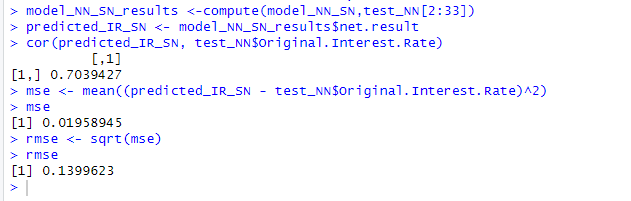 > model_NN_SN_results <-compute(model_NN_SN,test_NN[2:33])
> predicted_IR_SN <- model_NN_SN_results$net.result
> cor(predicted_IR_SN, test_NN$Original.Interest.Rate)
          [,1]
[1,] 0.7039427
> mse <- mean((predicted_IR_SN - test_NN$Original.Interest.Rate)^2)
> mse
[1] 0.01958945
> rmse <- sqrt(mse)
> rmse
[1] 0.1399623
>